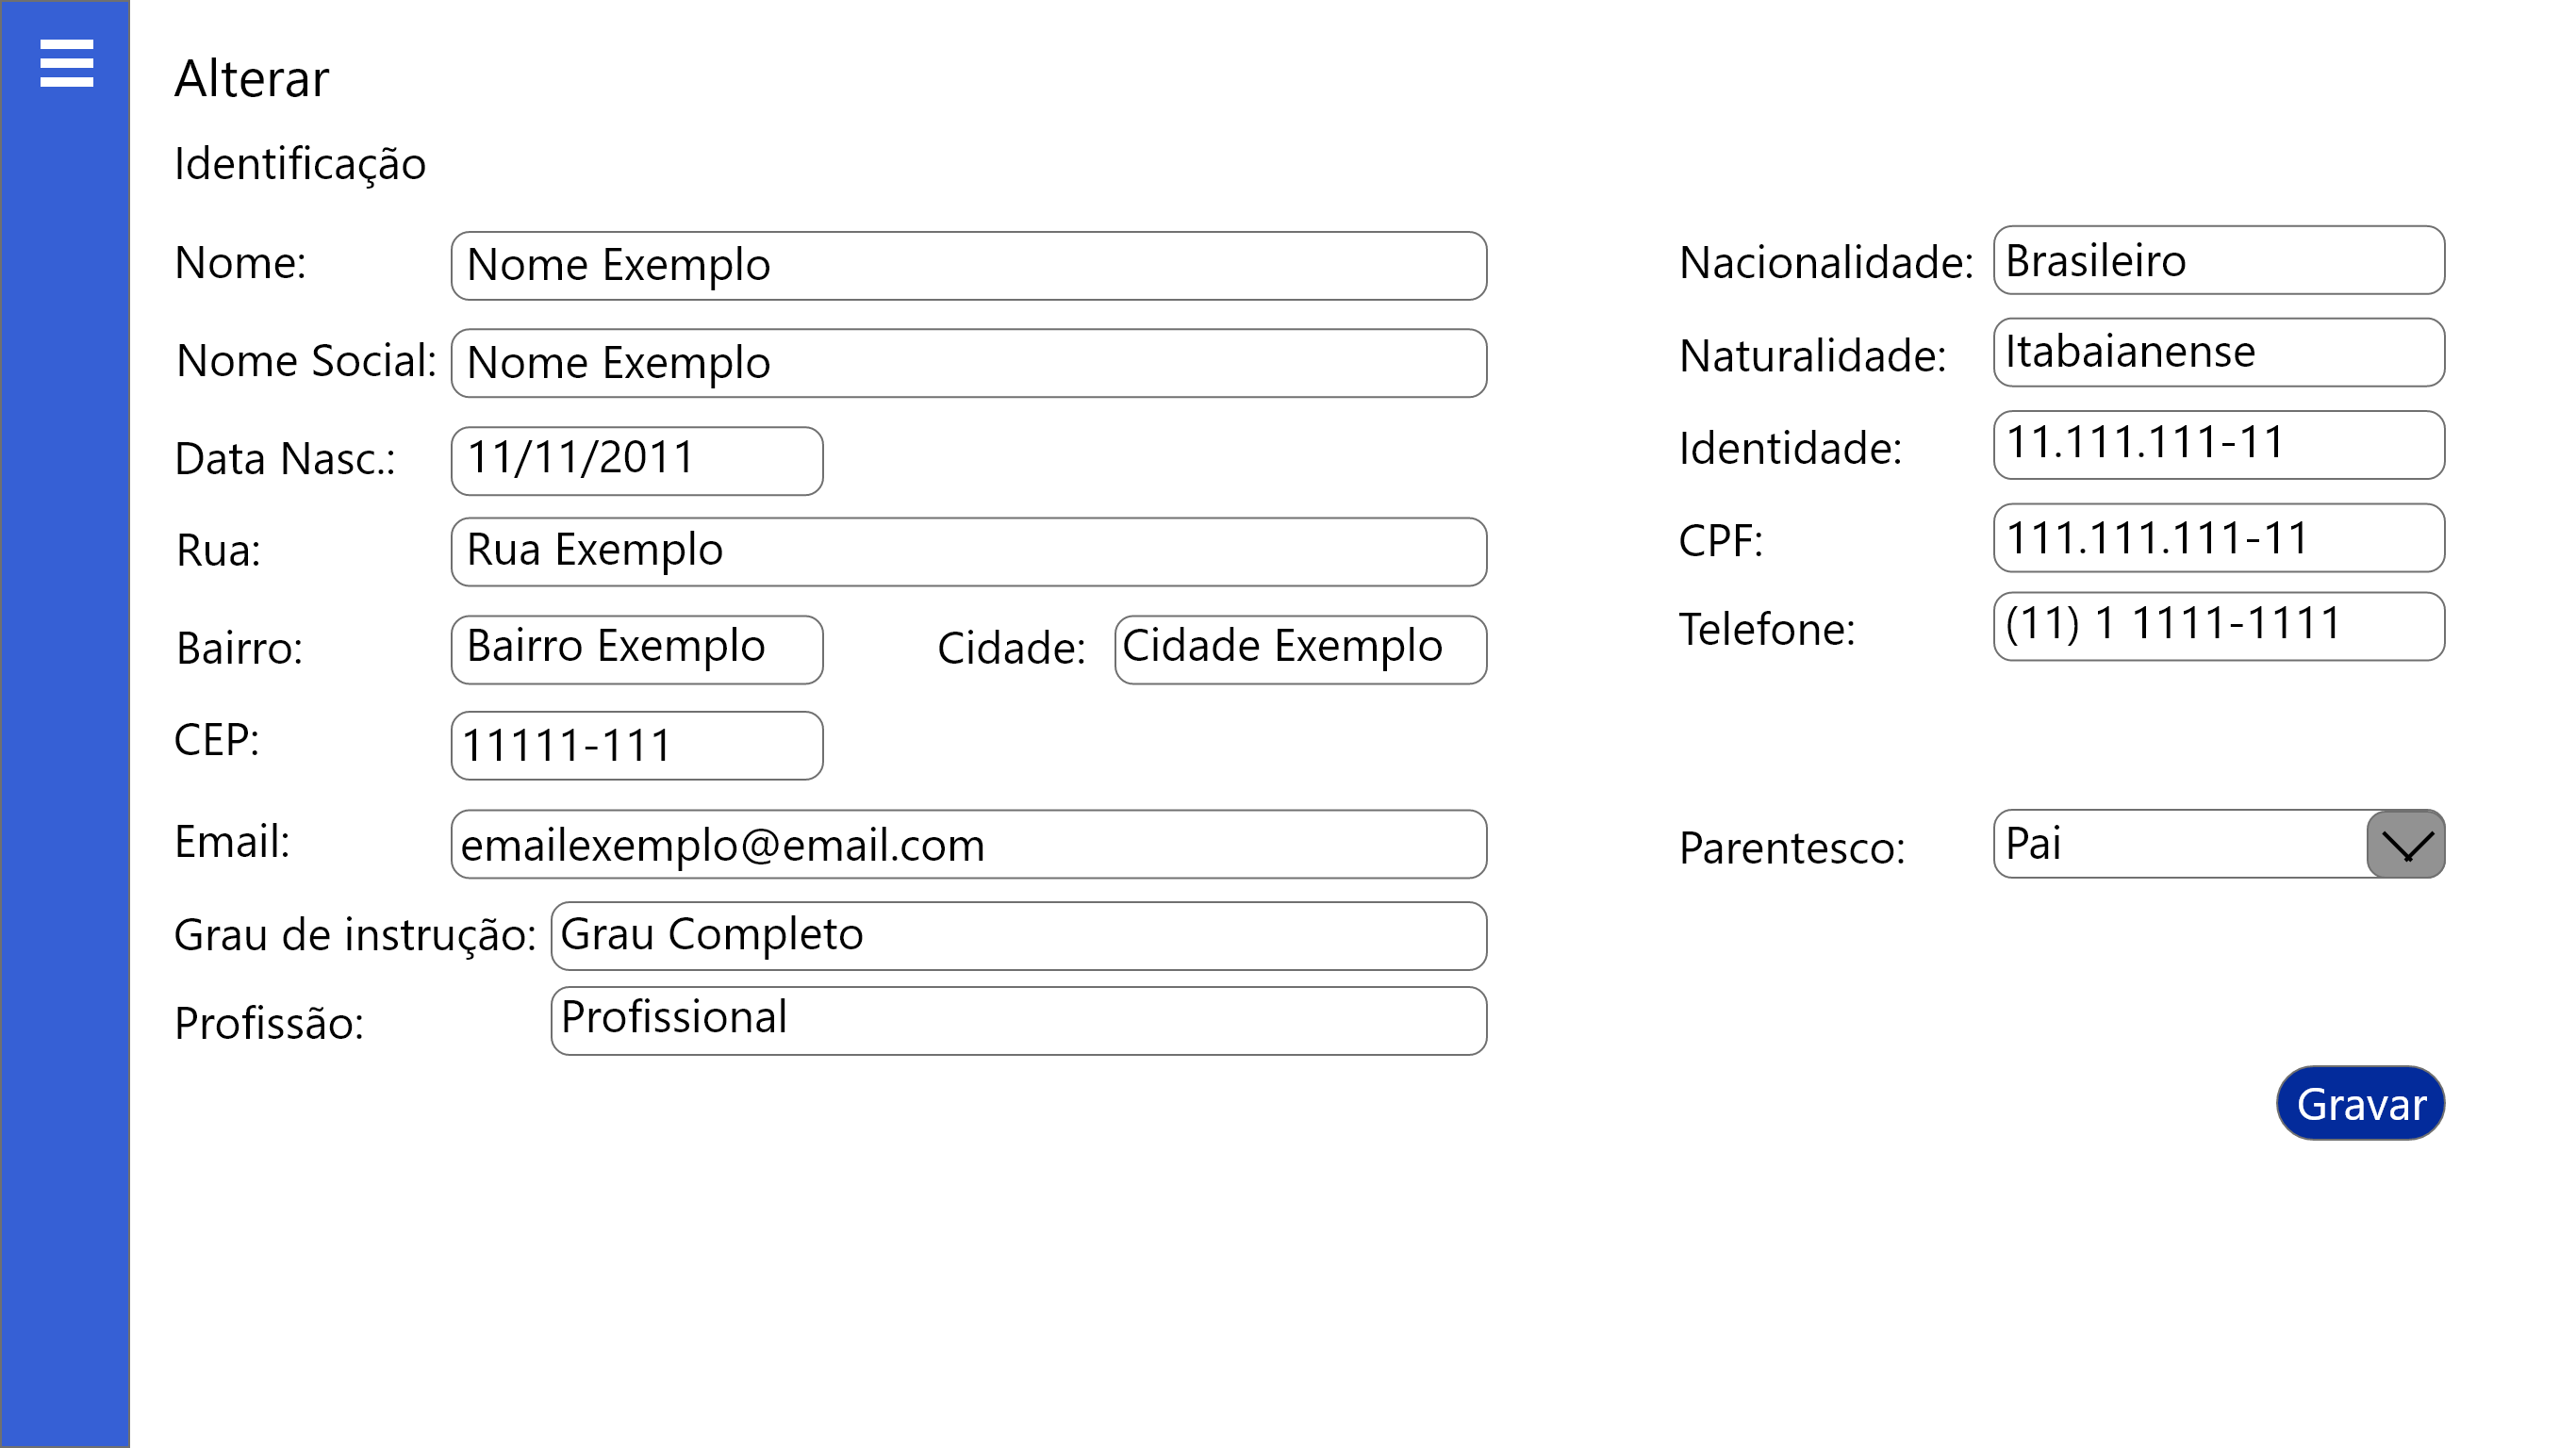 Alterar
Identificação
Nome: Nome Exemplo
Nacionalidade: Brasileiro
Nome Social: Nome Exemplo
Naturalidade: Itabaianense
Data Nasc.: 11/11/2011
Identidade: 11.111.111-11
Rua: Rua Exemplo
CPF: 111.111.111-11
Bairro: Bairro Exemplo Cidade: Cidade Exemplo
Telefone: (11) 1 1111-1111
CEP: 11111-111
Email: emailexemplo@email.com
Parentesco: Pai
Grau de instrução: Grau Completo
Profissão: Profissional
Gravar